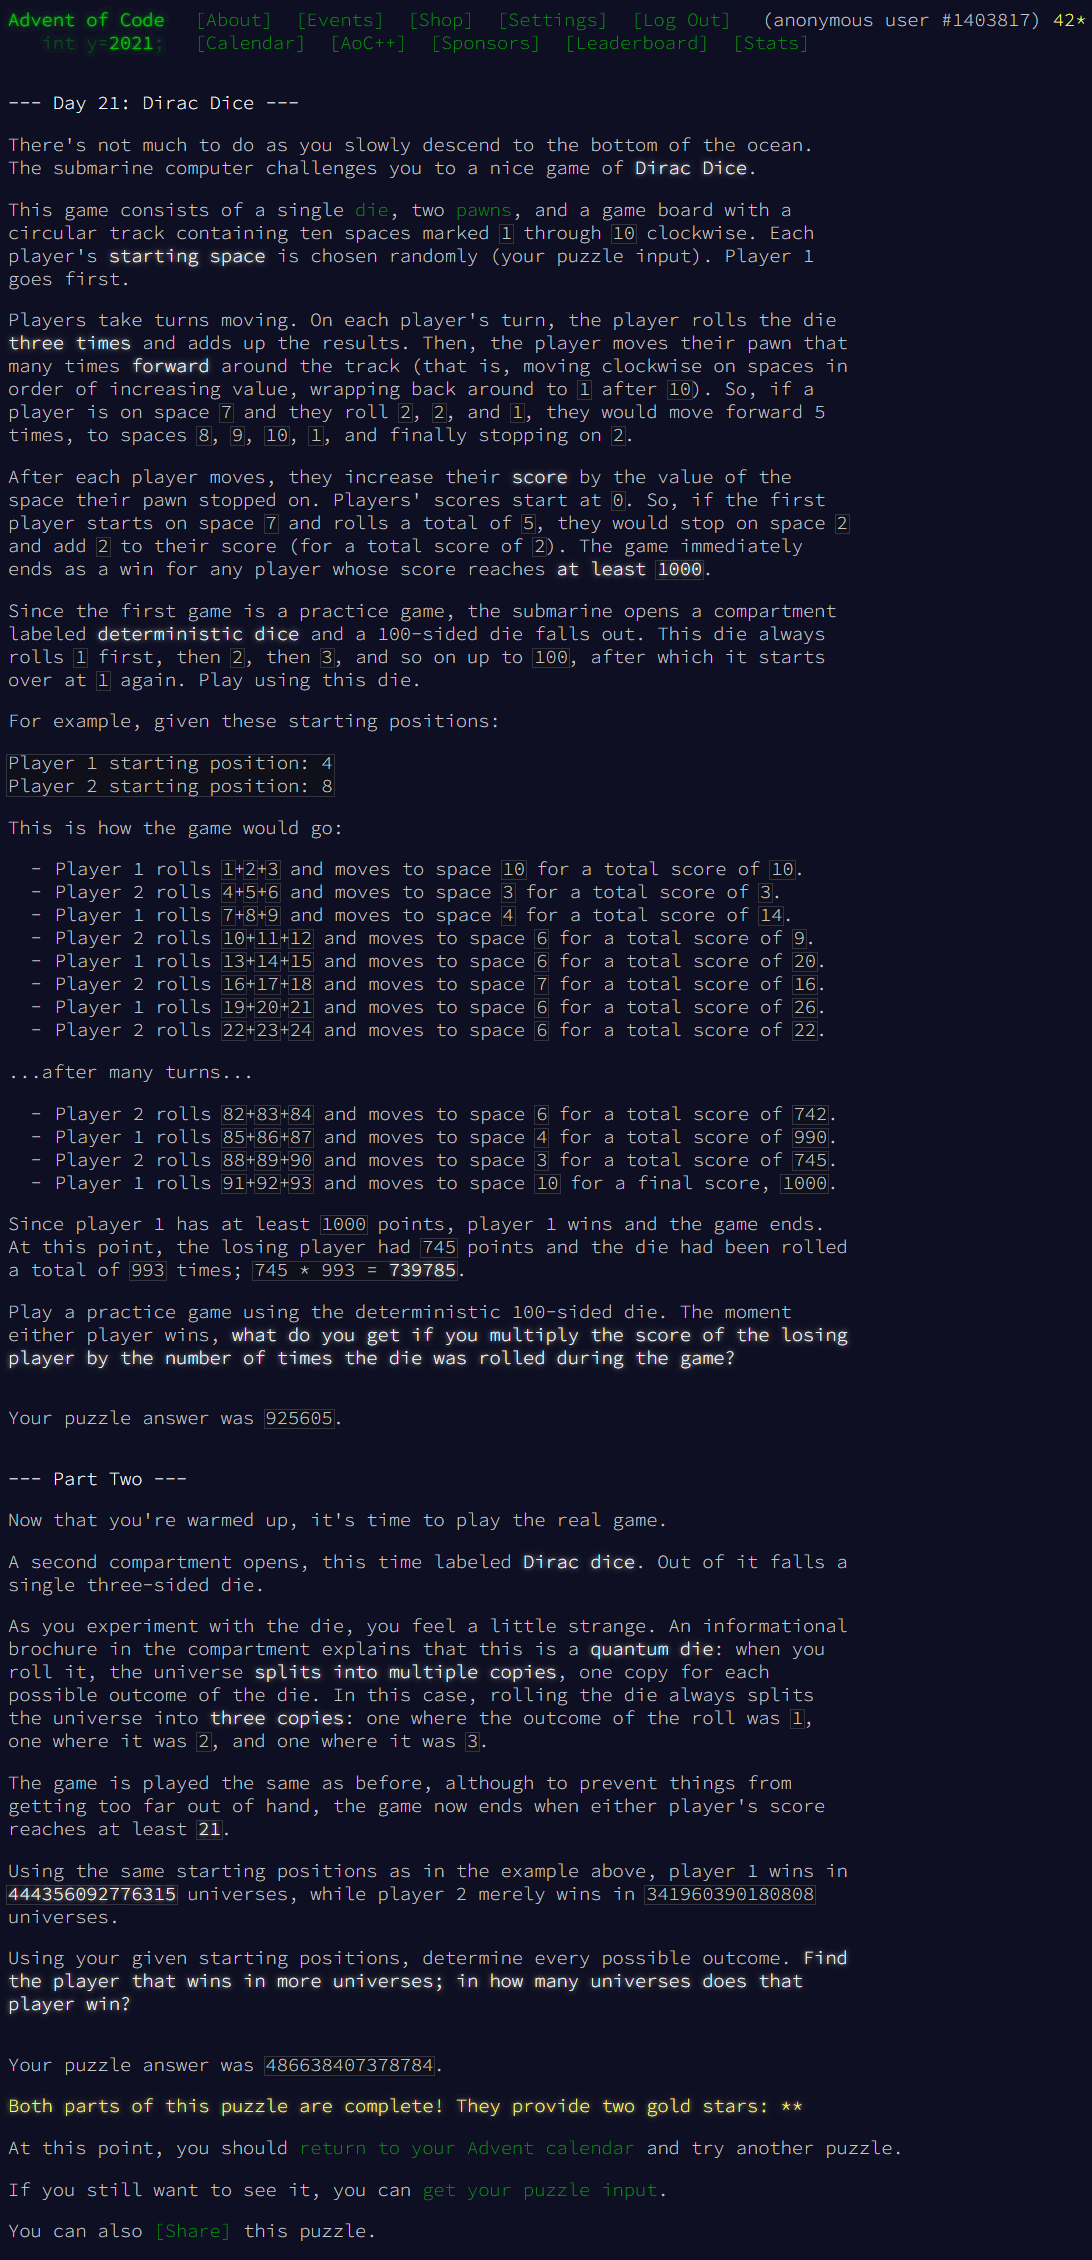 Advent of Code [About] [Events] [Shop] [Settings] [Log Out] (anonymous user #1403817) 42*
int y=2021; [Calendar] [AoC++] [Sponsors] [Leaderboard] [Stats]
--- Day 21: Dirac Dice ---
There's not much to do as you slowly descend to the bottom of the ocean.
The submarine computer challenges you to a nice game of Dirac Dice.
This game consists of a single die, two pawns, and a game board with a
circular track containing ten spaces marked 1 through 10 clockwise. Each
player's starting space is chosen randomly (your puzzle input). Player 1
goes first.
Players take turns moving. On each player's turn, the player rolls the die
three times and adds up the results. Then, the player moves their pawn that
many times forward around the track (that is, moving clockwise on spaces in
order of increasing value, wrapping back around to 1 after 10). So, if a
player is on space 7 and they roll 2, 2, and 1, they would move forward 5
times, to spaces 8, 9, 10, 1, and finally stopping on 2.
After each player moves, they increase their score by the value of the
space their pawn stopped on. Players' scores start at 0. So, if the first
player starts on space 7 and rolls a total of 5, they would stop on space 2
and add 2 to their score (for a total score of 2). The game immediately
ends as a win for any player whose score reaches at least 1000.
Since the first game is a practice game, the submarine opens a compartment
labeled deterministic dice and a 100-sided die falls out. This die always
rolls 1 first, then 2, then 3, and so on up to 100, after which it starts
over at 1 again. Play using this die.
For example, given these starting positions:
Player 1 starting position: 4
Player 2 starting position: 8
This is how the game would go:
- Player 1 rolls 1+2+3 and moves to space 10 for a total score of 10.
- Player 2 rolls 4+5+6 and moves to space 3 for a total score of 3.
- Player 1 rolls 7+8+9 and moves to space 4 for a total score of 14.
- Player 2 rolls 10+11+12 and moves to space 6 for a total score of 9.
- Player 1 rolls 13+14+15 and moves to space 6 for a total score of 20.
- Player 2 rolls 16+17+18 and moves to space 7 for a total score of 16.
- Player 1 rolls 19+20+21 and moves to space 6 for a total score of 26.
- Player 2 rolls 22+23+24 and moves to space 6 for a total score of 22.
...after many turns...
- Player 2 rolls 82+83+84 and moves to space 6 for a total score of 742.
- Player 1 rolls 85+86+87 and moves to space 4 for a total score of 990.
- Player 2 rolls 88+89+90 and moves to space 3 for a total score of 745.
- Player 1 rolls 91+92+93 and moves to space 10 for a final score, 1000.
Since player 1 has at least 1000 points, player 1 wins and the game ends.
At this point, the losing player had 745 points and the die had been rolled
a total of 993 times; 745 * 993 = 739785.
Play a practice game using the deterministic 100-sided die. The moment
either player wins, what do you get if you multiply the score of the losing
player by the number of times the die was rolled during the game?
Your puzzle answer was 925605.
--- Part Two ---
Now that you're warmed up, it's time to play the real game.
A second compartment opens, this time labeled Dirac dice. Out of it falls a
single three-sided die.
As you experiment with the die, you feel a little strange. An informational
brochure in the compartment explains that this is a quantum die: when you
roll it, the universe splits into multiple copies, one copy for each
possible outcome of the die. In this case, rolling the die always splits
the universe into three copies: one where the outcome of the roll was 1,
one where it was 2, and one where it was 3.
The game is played the same as before, although to prevent things from
getting too far out of hand, the game now ends when either player's score
reaches at least 21.
Using the same starting positions as in the example above, player 1 wins in
444356092776315 universes, while player 2 merely wins in 341960390180808
universes.
Using your given starting positions, determine every possible outcome. Find
the player that wins in more universes; in how many universes does that
player win?
Your puzzle answer was 486638407378784.
Both parts of this puzzle are complete! They provide two gold stars: **
At this point, you should return to your Advent calendar and try another puzzle.
If you still want to see it, you can get your puzzle input.
You can also [Share] this puzzle.